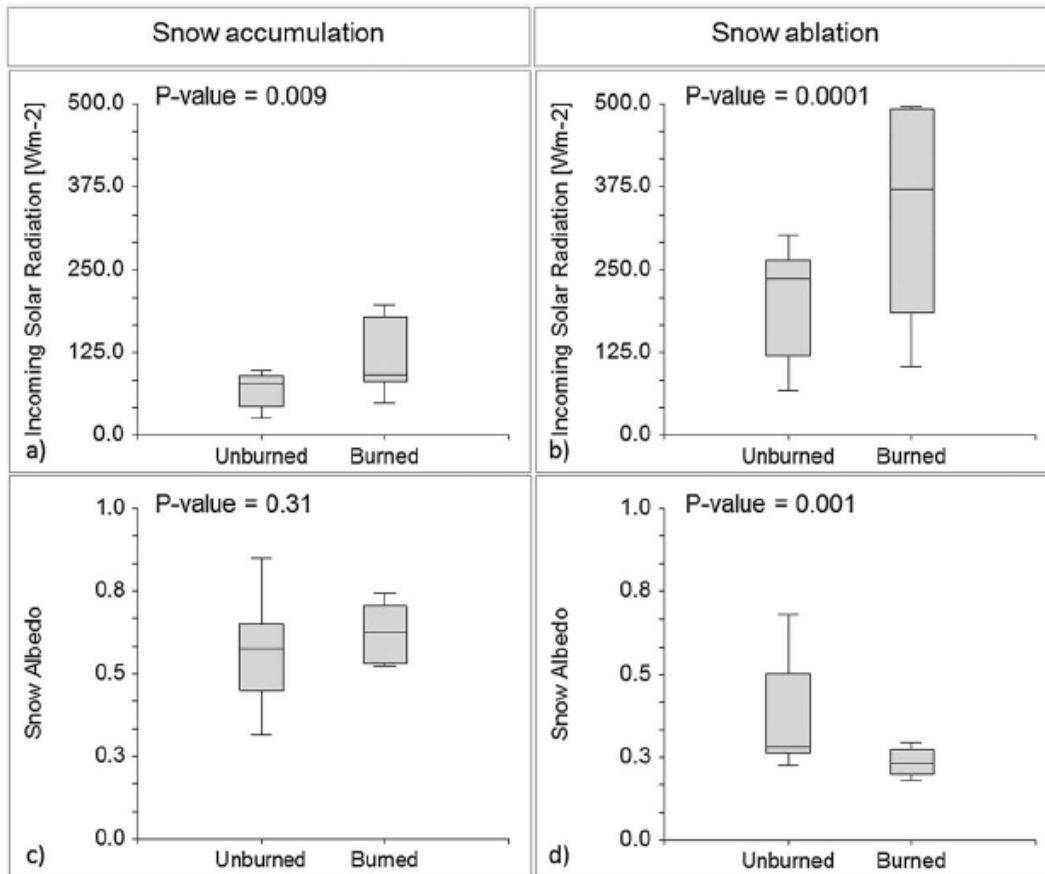 Snow accumulation
Snow ablation
P-value = 0.009
500.0
375.0
250.0
125.0
0.0
Incoming Solar Radiation [Wm-2]
Unburned
Burned
a)
P-value = 0.0001
500.0
375.0
250.0
125.0
0.0
Incoming Solar Radiation [Wm-2]
Unburned
Burned
b)
P-value = 0.31
1.0
0.8
0.5
0.3
0.0
Snow Albedo
Unburned
Burned
c)
P-value = 0.001
1.0
0.8
0.5
0.3
0.0
Snow Albedo
Unburned
Burned
d)